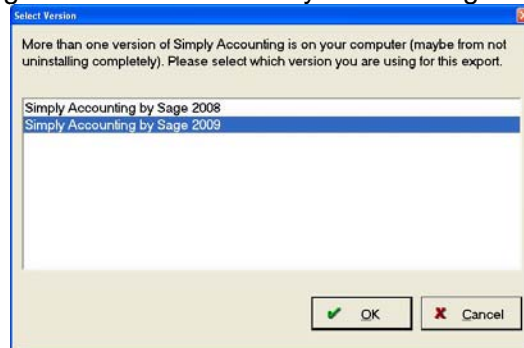 Select Version
More than one version of Simply Accounting is on your computer (maybe from not
uninstalling completely). Please select which version you are using for this export.
Simply Accounting by Sage 2008
Simply Accounting by Sage 2009
OK
Cancel